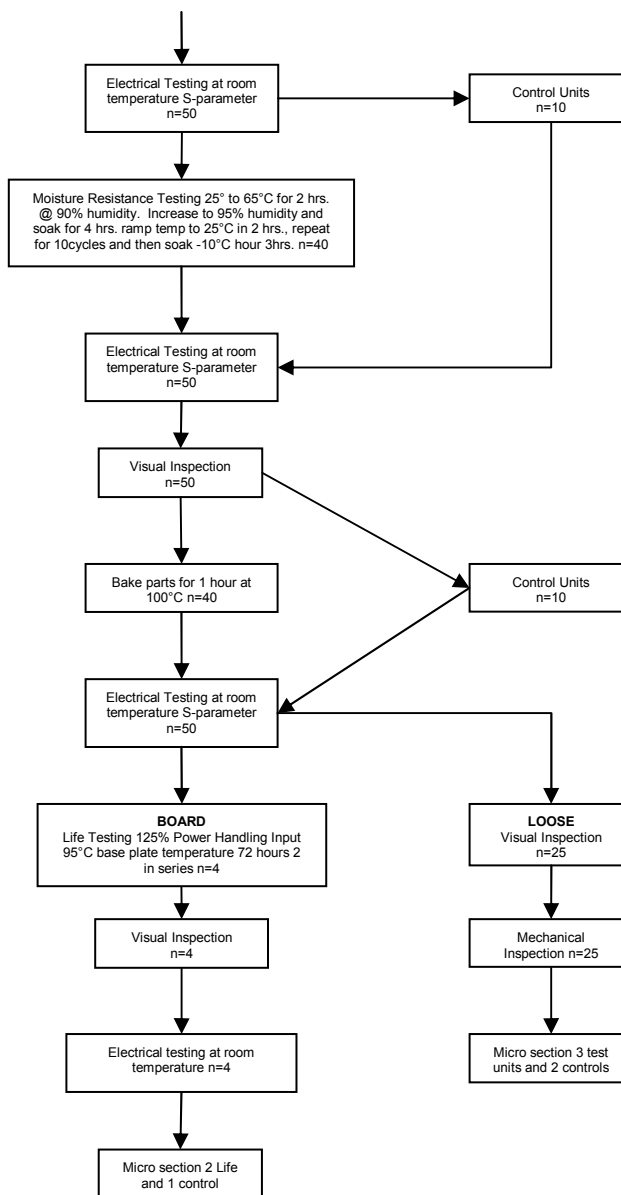 Electrical Testing at room
temperature S-parameter
n=50
Control Units
n=10
Moisture Resistance Testing 25° to 65°C for 2 hrs.
@ 90% humidity.  Increase to 95% humidity and
soak for 4 hrs. ramp temp to 25°C in 2 hrs., repeat
for 10cycles and then soak -10°C hour 3hrs. n=40
Electrical Testing at room
temperature S-parameter
n=50
Visual Inspection
n=50
Bake parts for 1 hour at
100°C n=40
Control Units
n=10
Electrical Testing at room
temperature S-parameter
n=50
BOARD
Life Testing 125% Power Handling Input
95°C base plate temperature 72 hours 2
in series n=4
LOOSE
Visual Inspection
n=25
Visual Inspection
n=4
Mechanical
Inspection n=25
Electrical testing at room
temperature n=4
Micro section 3 test
units and 2 controls
Micro section 2 Life
and 1 control